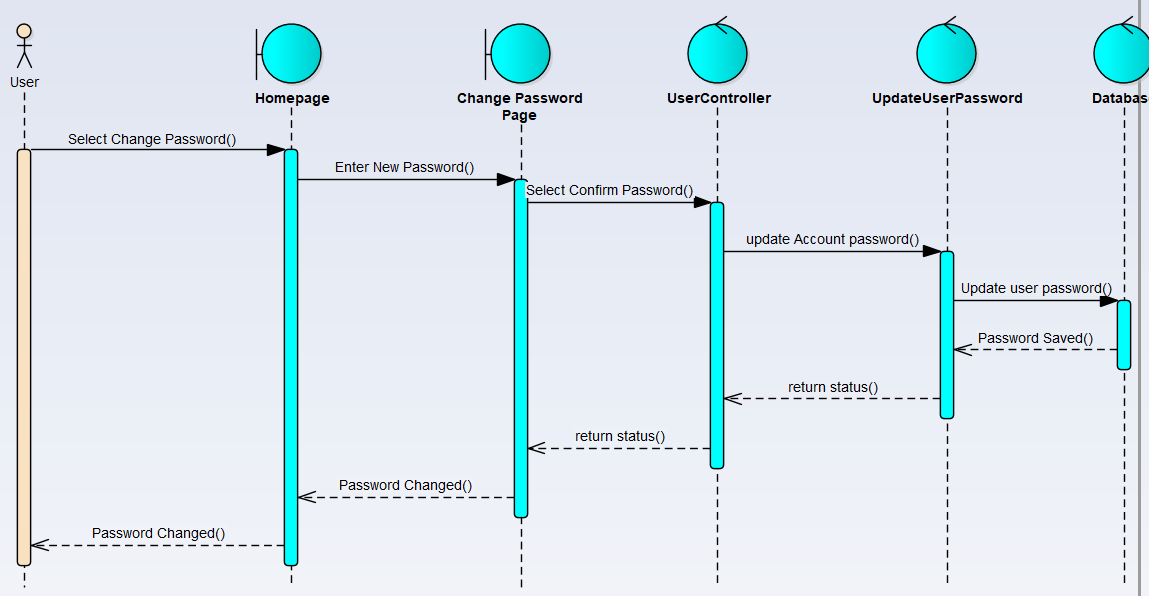 User
Homepage
Change Password
Page
UserController
UpdateUserPassword
Databas
Select Change Password()
Enter New Password()
Select Confirm Password()
update Account password()
Update user password()
Password Saved()
return status()
return status()
Password Changed()
Password Changed()